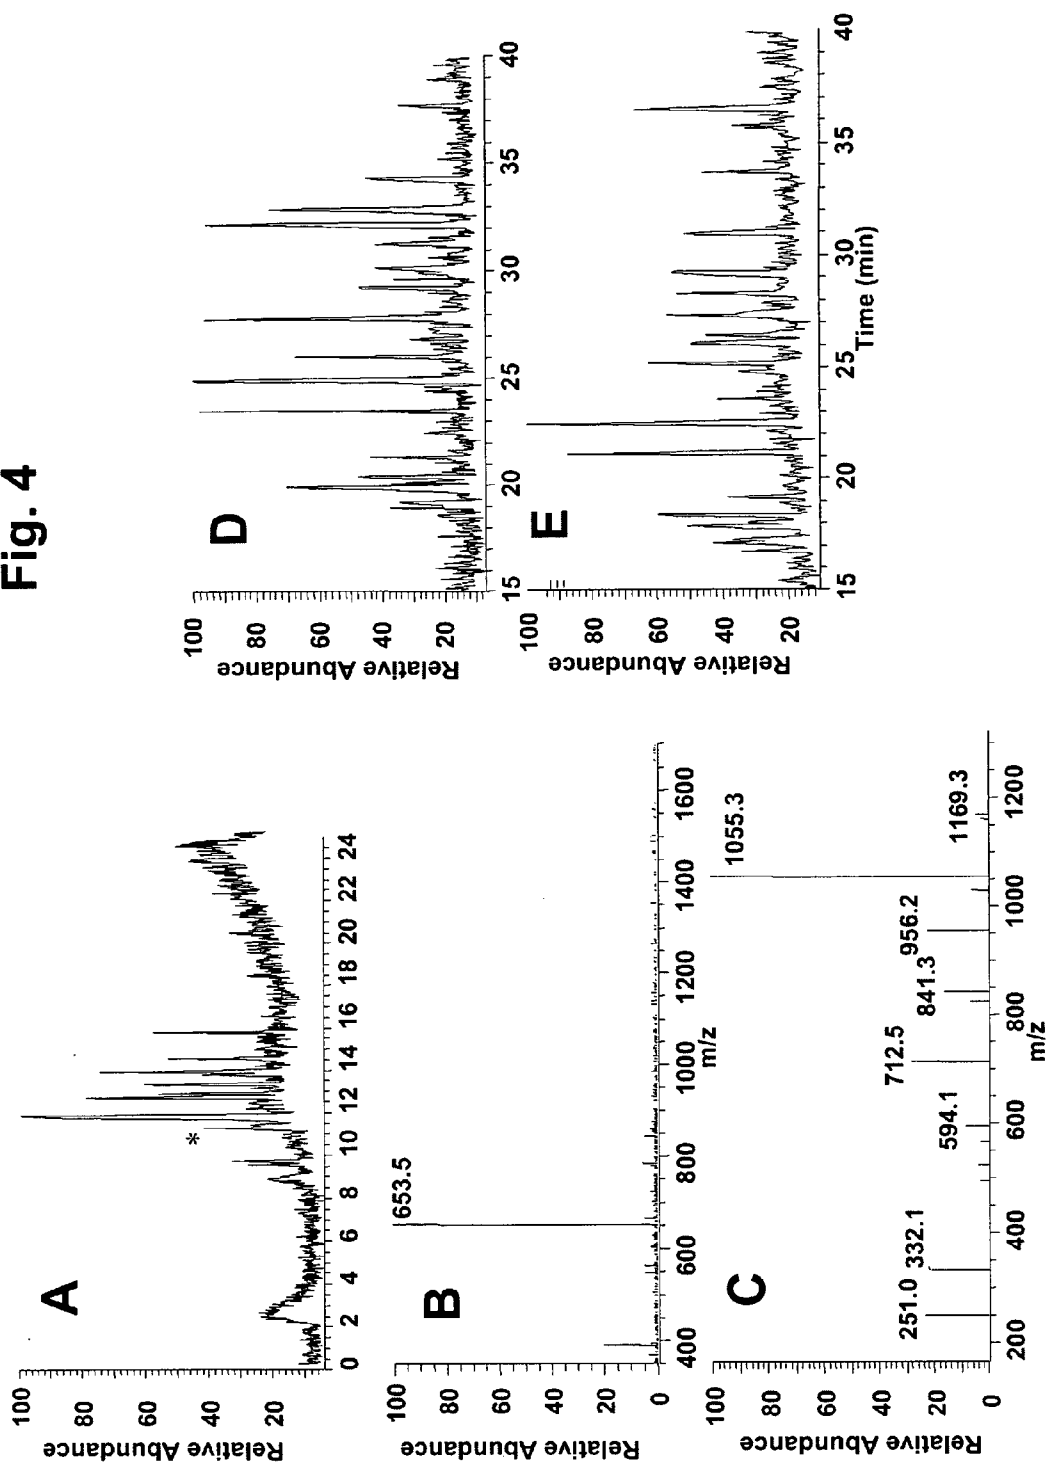 Fig. 4
A
Relative Abundance
100
80
60
40
20
*
0 2 4 6 8 10 12 14 16 18 20 22 24
B
Relative Abundance
100
80
60
40
20
0
653.5
400 600 800 1000 1200 1400 1600
m/z
C
Relative Abundance
100
80
60
40
20
0
251.0
332.1
594.1
712.5
841.3
956.2
1055.3
1169.3
200 400 600 800 1000 1200
m/z
D
Relative Abundance
100
80
60
40
20
15 20 25 30 35 40
E
Relative Abundance
100
80
60
40
20
15 20 25 30 35 40
Time (min)